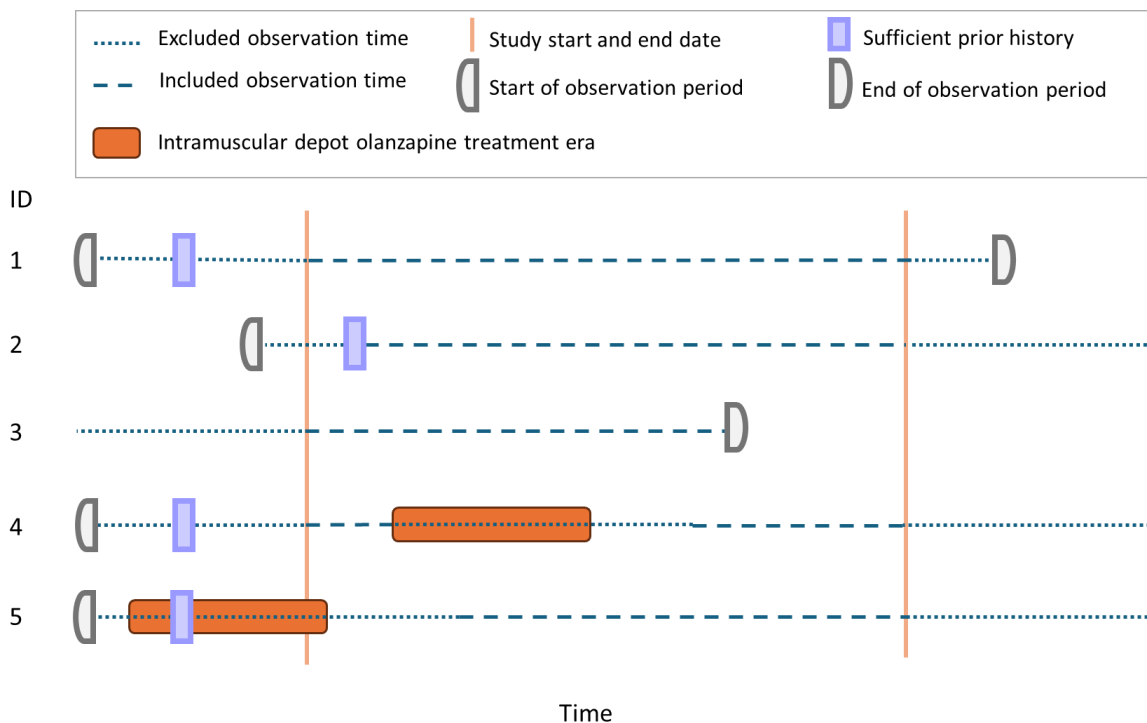 Excluded observation time
Study start and end date
Sufficient prior history
Included observation time
Start of observation period
End of observation period
Intramuscular depot olanzapine treatment era
ID
1
2
3
4
5
Time